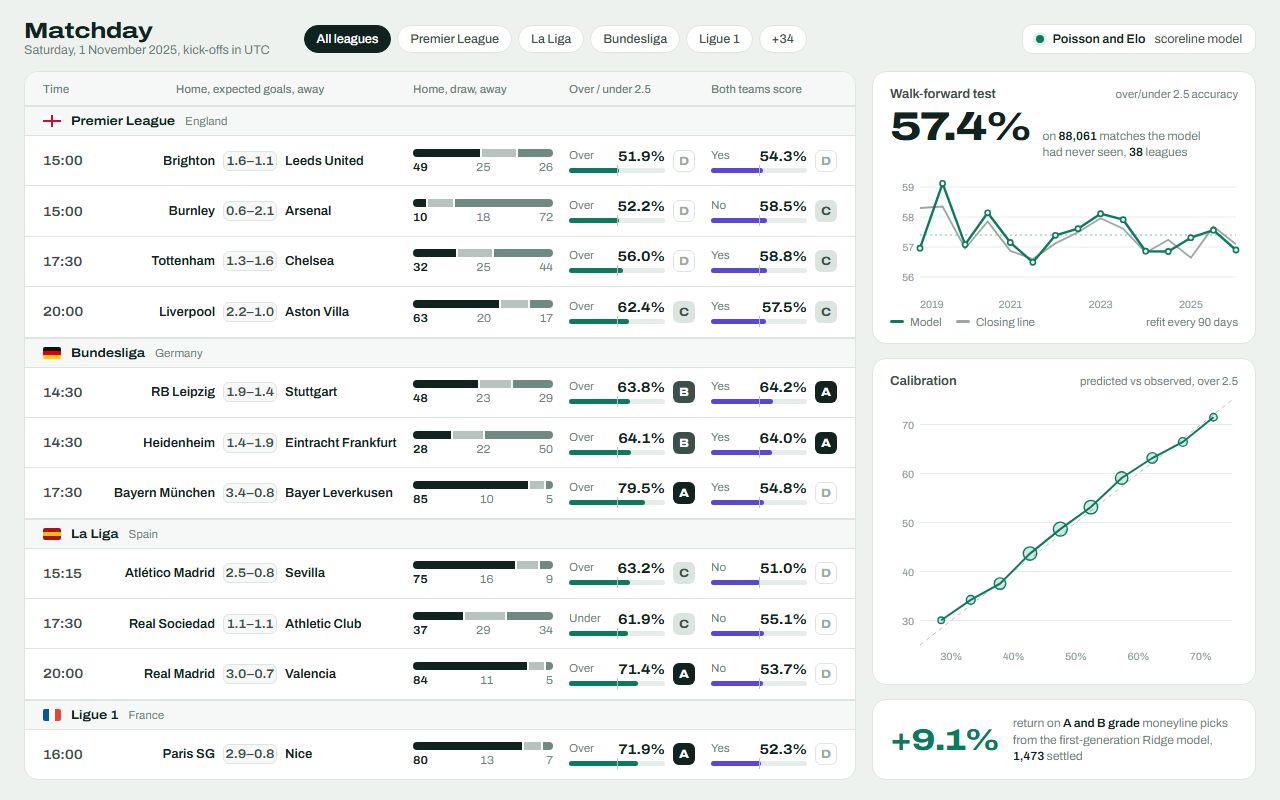 Matchday
Saturday, 1 November 2025, kick-offs in UTC
All leagues Premier League La Liga Bundesliga Ligue 1 +34
Poisson and Elo scoreline model
Time Home, expected goals, away Home, draw, away Over / under 2.5 Both teams score
Premier League England
15:00 Brighton 1.6–1.1 Leeds United 49 25 26 Over 51.9% D Yes 54.3% D
15:00 Burnley 0.6–2.1 Arsenal 10 18 72 Over 52.2% D No 58.5% C
17:30 Tottenham 1.3–1.6 Chelsea 32 25 44 Over 56.0% D Yes 58.8% C
20:00 Liverpool 2.2–1.0 Aston Villa 63 20 17 Over 62.4% C Yes 57.5% C
Bundesliga Germany
14:30 RB Leipzig 1.9–1.4 Stuttgart 48 23 29 Over 63.8% B Yes 64.2% A
14:30 Heidenheim 1.4–1.9 Eintracht Frankfurt 28 22 50 Over 64.1% B Yes 64.0% A
17:30 Bayern München 3.4–0.8 Bayer Leverkusen 85 10 5 Over 79.5% A Yes 54.8% D
La Liga Spain
15:15 Atlético Madrid 2.5–0.8 Sevilla 75 16 9 Over 63.2% C No 51.0% D
17:30 Real Sociedad 1.1–1.1 Athletic Club 37 29 34 Under 61.9% C No 55.1% D
20:00 Real Madrid 3.0–0.7 Valencia 84 11 5 Over 71.4% A No 53.7% D
Ligue 1 France
16:00 Paris SG 2.9–0.8 Nice 80 13 7 Over 71.9% A Yes 52.3% D
Walk-forward test over/under 2.5 accuracy
57.4% on 88,061 matches the model
had never seen, 38 leagues
59
58
57
56
2019 2021 2023 2025
Model Closing line refit every 90 days
Calibration predicted vs observed, over 2.5
70
60
50
40
30
30% 40% 50% 60% 70%
+9.1% return on A and B grade moneyline picks
from the first-generation Ridge model,
1,473 settled